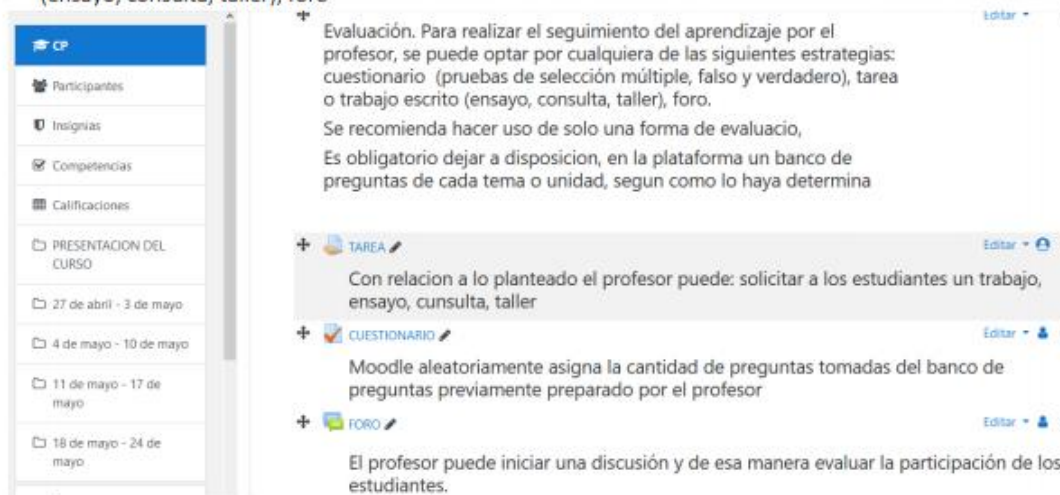 (ensayo, consulta, taller), foro
CP
Participantes
Insignias
Competencias
Calificaciones
PRESENTACION DEL
CURSO
27 de abril - 3 de mayo
4 de mayo - 10 de mayo
11 de mayo - 17 de
mayo
18 de mayo - 24 de
mayo
Editar
Evaluación. Para realizar el seguimiento del aprendizaje por el
profesor, se puede optar por cualquiera de las siguientes estrategias:
cuestionario (pruebas de selección múltiple, falso y verdadero), tarea
o trabajo escrito (ensayo, consulta, taller), foro.
Se recomienda hacer uso de solo una forma de evaluacio,
Es obligatorio dejar a disposicion, en la plataforma un banco de
preguntas de cada tema o unidad, segun como lo haya determina
TAREA Editar
Con relacion a lo planteado el profesor puede: solicitar a los estudiantes un trabajo,
ensayo, cunsulta, taller
CUESTIONARIO Editar
Moodle aleatoriamente asigna la cantidad de preguntas tomadas del banco de
preguntas previamente preparado por el profesor
FORO Editar
El profesor puede iniciar una discusión y de esa manera evaluar la participación de los
estudiantes.